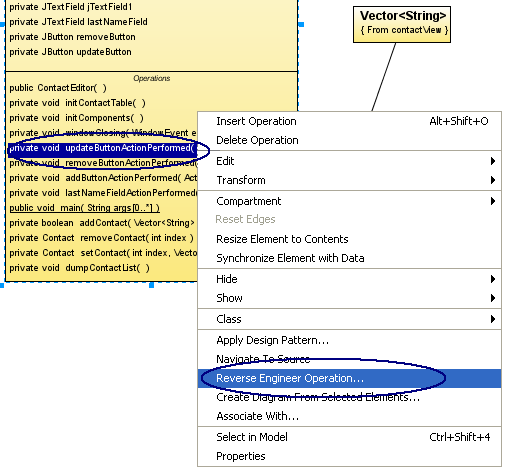 private JTextField jTextField1
private JTextField lastNameField
private JButton removeButton
private JButton updateButton
Operations
public ContactEditor( )
private void initContactTable( )
private void initComponents( )
private void windowClosing( WindowEvent e
private void updateButtonActionPerformed(
private void removeButtonActionPerformed(
private void addButtonActionPerformed( Act
private void lastNameFieldActionPerformed(
public void main( String args[0..*] )
private boolean addContact( Vector<String>
private Contact removeContact( int index )
private Contact setContact( int index, Vector
private void dumpContactList( )
Vector<String>
{ From contactView }
Insert Operation Alt+Shift+O
Delete Operation
Edit
Transform
Compartment
Reset Edges
Resize Element to Contents
Synchronize Element with Data
Hide
Show
Class
Apply Design Pattern...
Navigate To Source
Reverse Engineer Operation...
Create Diagram From Selected Elements...
Associate With...
Select in Model Ctrl+Shift+4
Properties